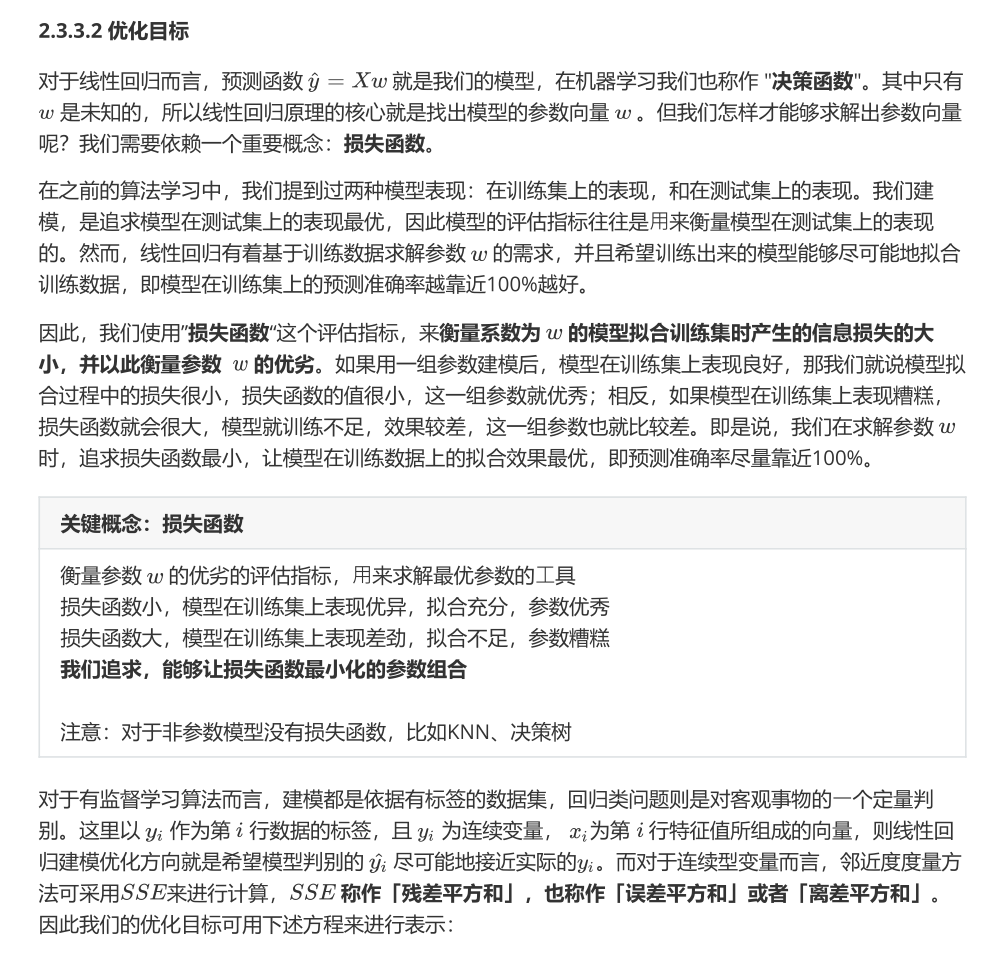 2.3.3.2 优化目标
对于线性回归而言，预测函数 ŷ = Xw 就是我们的模型，在机器学习我们也称作 "决策函数"。其中只有
w 是未知的，所以线性回归原理的核心就是找出模型的参数向量 w 。但我们怎样才能够求解出参数向量
呢？我们需要依赖一个重要概念：损失函数。
在之前的算法学习中，我们提到过两种模型表现：在训练集上的表现，和在测试集上的表现。我们建
模，是追求模型在测试集上的表现最优，因此模型的评估指标往往是⽤来衡量模型在测试集上的表现
的。然而，线性回归有着基于训练数据求解参数 w 的需求，并且希望训练出来的模型能够尽可能地拟合
训练数据，即模型在训练集上的预测准确率越靠近100%越好。
因此，我们使用”损失函数“这个评估指标，来衡量系数为 w 的模型拟合训练集时产生的信息损失的大
小，并以此衡量参数 w 的优劣。如果用一组参数建模后，模型在训练集上表现良好，那我们就说模型拟
合过程中的损失很小，损失函数的值很小，这一组参数就优秀；相反，如果模型在训练集上表现糟糕，
损失函数就会很大，模型就训练不足，效果较差，这一组参数也就比较差。即是说，我们在求解参数 w
时，追求损失函数最小，让模型在训练数据上的拟合效果最优，即预测准确率尽量靠近100%。
关键概念：损失函数
衡量参数 w 的优劣的评估指标，用来求解最优参数的工具
损失函数小，模型在训练集上表现优异，拟合充分，参数优秀
损失函数大，模型在训练集上表现差劲，拟合不足，参数糟糕
我们追求，能够让损失函数最小化的参数组合
注意：对于非参数模型没有损失函数，比如KNN、决策树
对于有监督学习算法而言，建模都是依据有标签的数据集，回归类问题则是对客观事物的一个定量判
别。这里以 yᵢ 作为第 i 行数据的标签，且 yᵢ 为连续变量， xᵢ为第 i 行特征值所组成的向量，则线性回
归建模优化方向就是希望模型判别的 ŷᵢ 尽可能地接近实际的yᵢ。而对于连续型变量而言，邻近度度量方
法可采用SSE来进行计算，SSE 称作「残差平方和」，也称作「误差平方和」或者「离差平方和」。
因此我们的优化目标可用下述方程来进行表示：